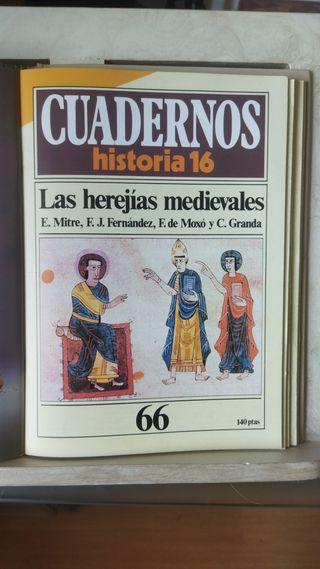 CUADERNOS
historia 16
Las herejías medievales
E. Mitre, F. J. Fernández, F. de Moxó y C. Granda
66
140 ptas